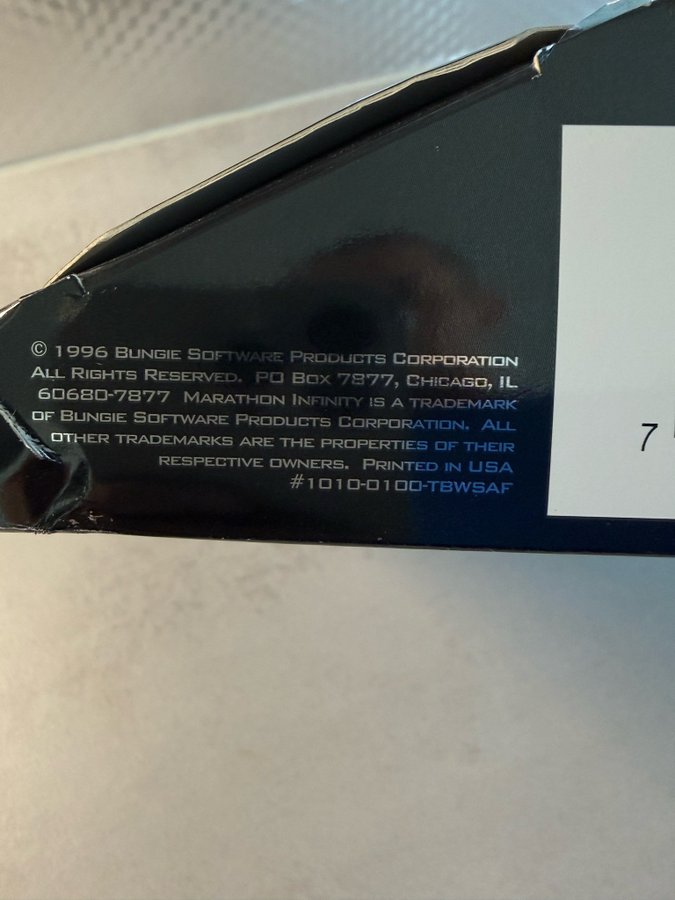 © 1996 Bungie Software Products Corporation
All Rights Reserved. PO Box 7877, Chicago, IL
60680-7877 Marathon Infinity is a trademark
of Bungie Software Products Corporation. All
other trademarks are the properties of their
respective owners. Printed in USA
#1010-0100-TBWSAF
7